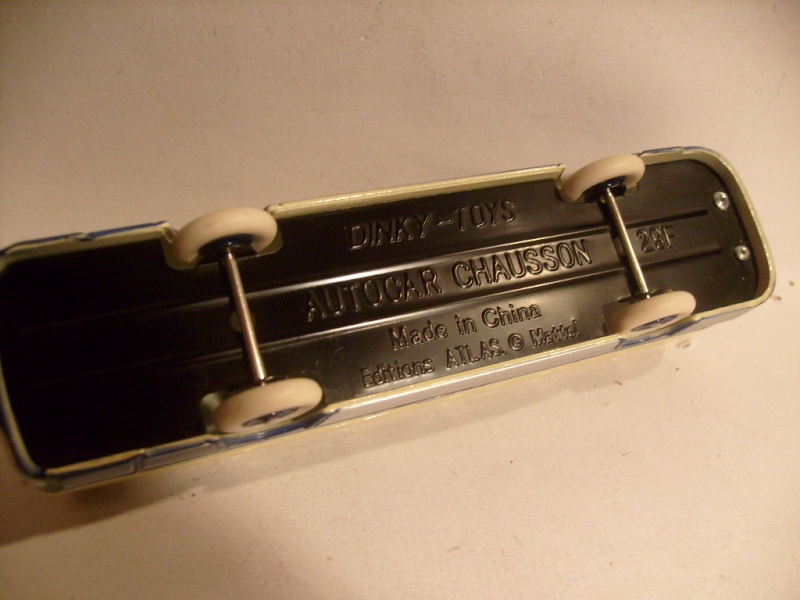 DINKY-TOYS
AUTOCAR CHAUSSON 29F
Made in China
Editions ATLAS. © Mattel